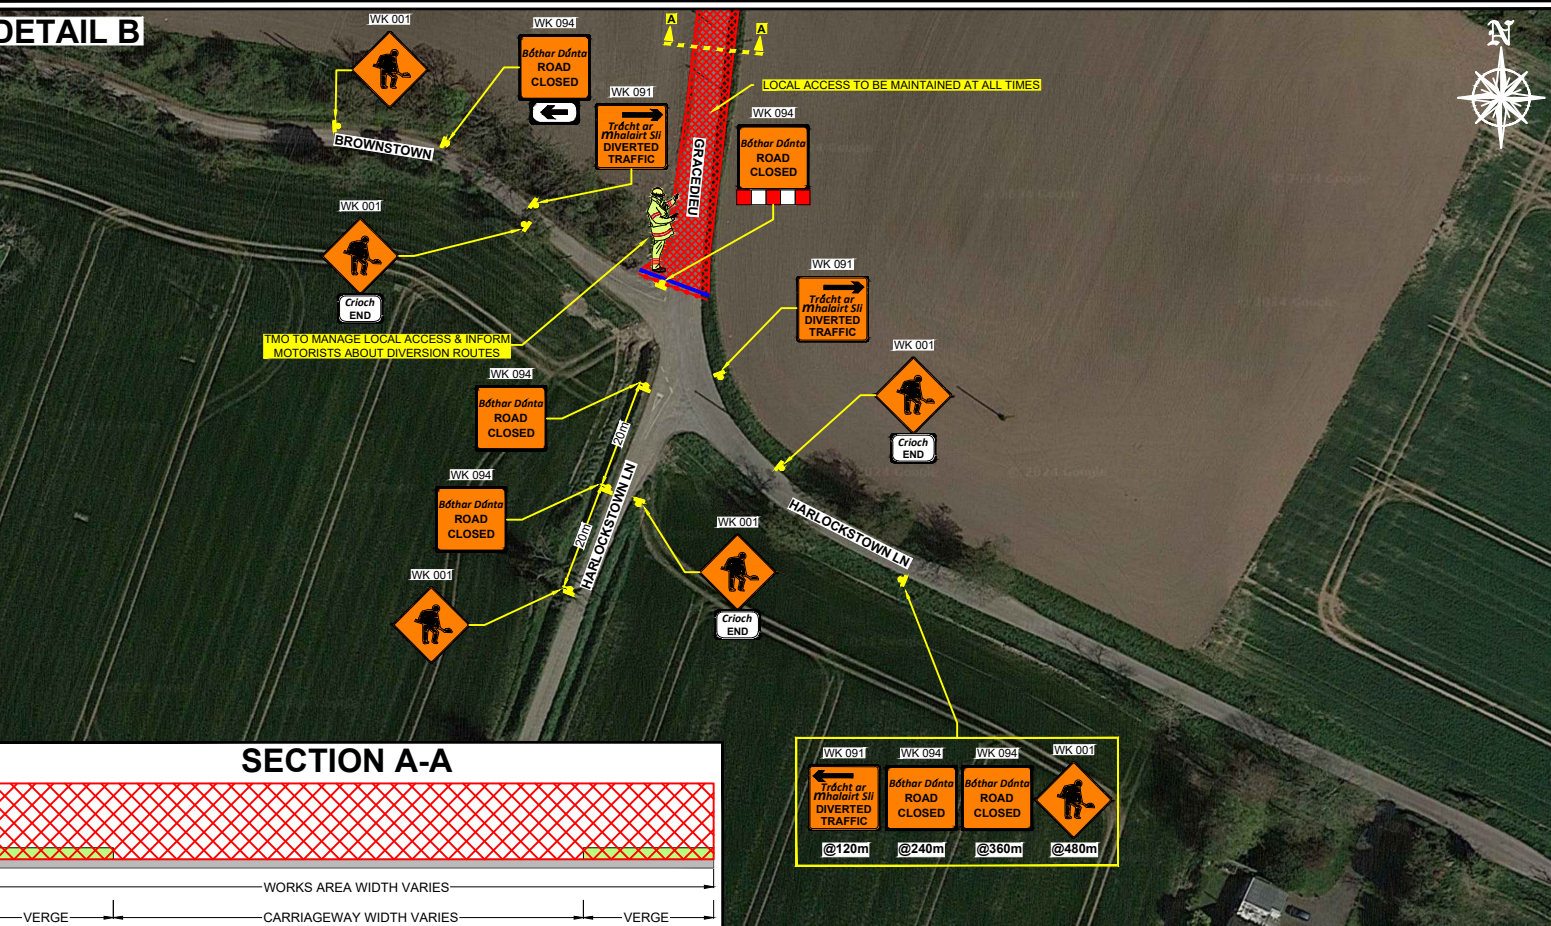 DETAIL B
WK 001
WK 094
Bóthar Dúnta
ROAD
CLOSED
WK 091
Trácht ar
Mhalairt Slí
DIVERTED
TRAFFIC
A
A
N
LOCAL ACCESS TO BE MAINTAINED AT ALL TIMES
WK 094
Bóthar Dúnta
ROAD
CLOSED
BROWNSTOWN
GRACEDIEU
WK 001
Críoch
END
TMO TO MANAGE LOCAL ACCESS & INFORM
MOTORISTS ABOUT DIVERSION ROUTES
WK 091
Trácht ar
Mhalairt Slí
DIVERTED
TRAFFIC
WK 001
Críoch
END
WK 094
Bóthar Dúnta
ROAD
CLOSED
20m
WK 094
Bóthar Dúnta
ROAD
CLOSED
20m
HARLOCKSTOWN LN
HARLOCKSTOWN LN
WK 001
WK 001
Críoch
END
SECTION A-A
WORKS AREA WIDTH VARIES
VERGE
CARRIAGEWAY WIDTH VARIES
VERGE
WK 091
Trácht ar
Mhalairt Slí
DIVERTED
TRAFFIC
@120m
WK 094
Bóthar Dúnta
ROAD
CLOSED
@240m
WK 094
Bóthar Dúnta
ROAD
CLOSED
@360m
WK 001
@480m